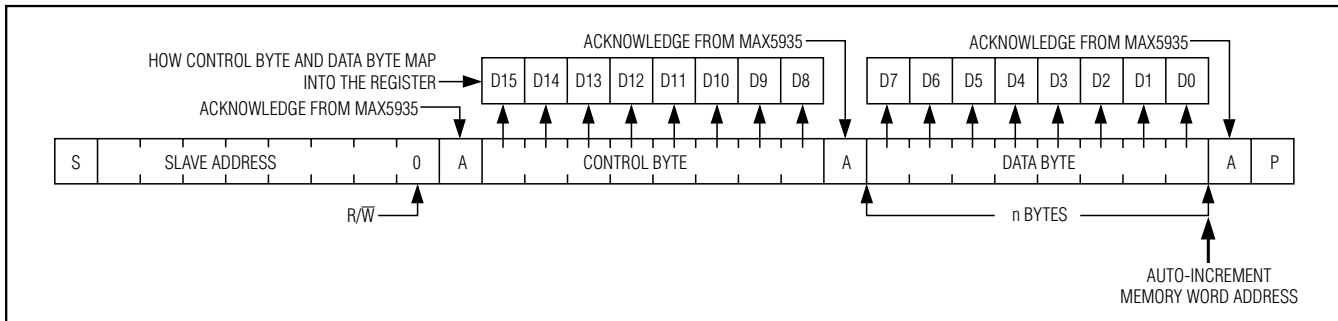 ACKNOWLEDGE FROM MAX5935
ACKNOWLEDGE FROM MAX5935
HOW CONTROL BYTE AND DATA BYTE MAP
INTO THE REGISTER
D15 D14 D13 D12 D11 D10 D9 D8
D7 D6 D5 D4 D3 D2 D1 D0
ACKNOWLEDGE FROM MAX5935
S SLAVE ADDRESS 0 A CONTROL BYTE A DATA BYTE A P
R/W̅
n BYTES
AUTO-INCREMENT
MEMORY WORD ADDRESS